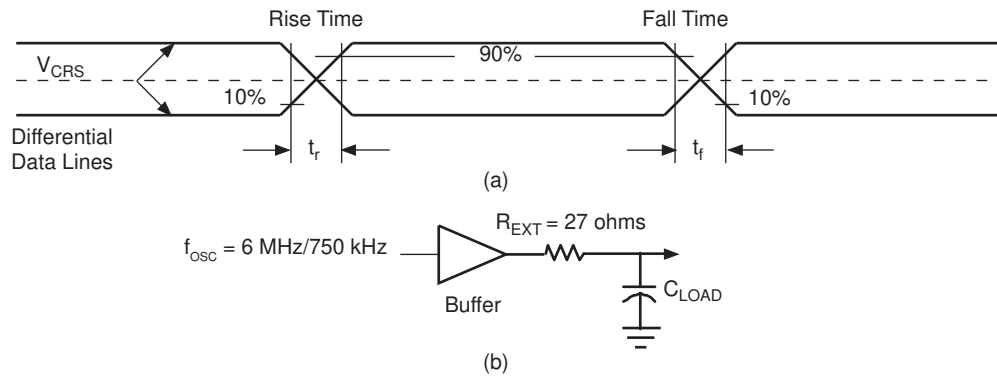 Rise Time
Fall Time
V_CRS
90%
10%
10%
Differential
Data Lines
t_r
t_f
(a)
R_EXT = 27 ohms
f_OSC = 6 MHz/750 kHz
C_LOAD
Buffer
(b)